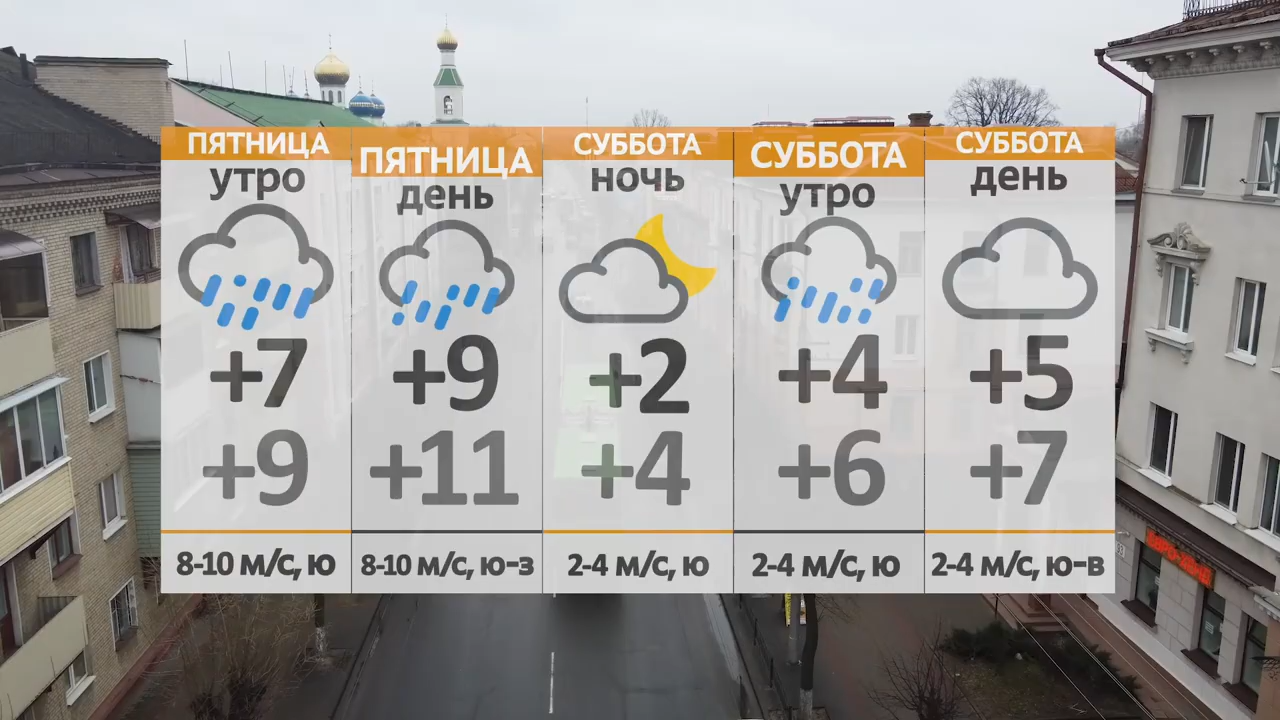 ПЯТНИЦА
утро
+7
+9
8-10 м/с, ю
ПЯТНИЦА
день
+9
+11
8-10 м/с, ю-з
СУББОТА
ночь
+2
+4
2-4 м/с, ю
СУББОТА
утро
+4
+6
2-4 м/с, ю
СУББОТА
день
+5
+7
2-4 м/с, ю-в